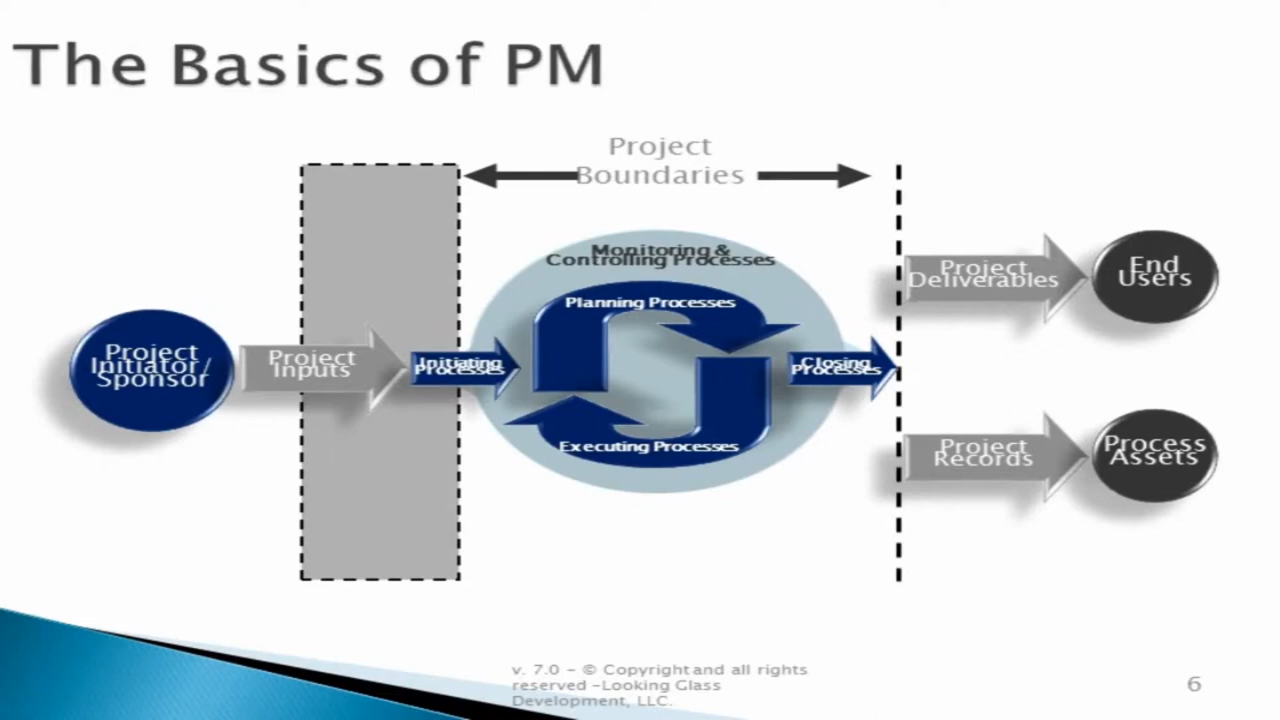 The Basics of PM
Project
Boundaries
Monitoring &
Controlling Processes
Planning Processes
Project
Initiator/
Sponsor
Project
Inputs
Initiating
Processes
Closing
Processes
Executing Processes
Project
Deliverables
End
Users
Project
Records
Process
Assets
v. 7.0 – © Copyright and all rights
reserved –Looking Glass
Development, LLC.
6